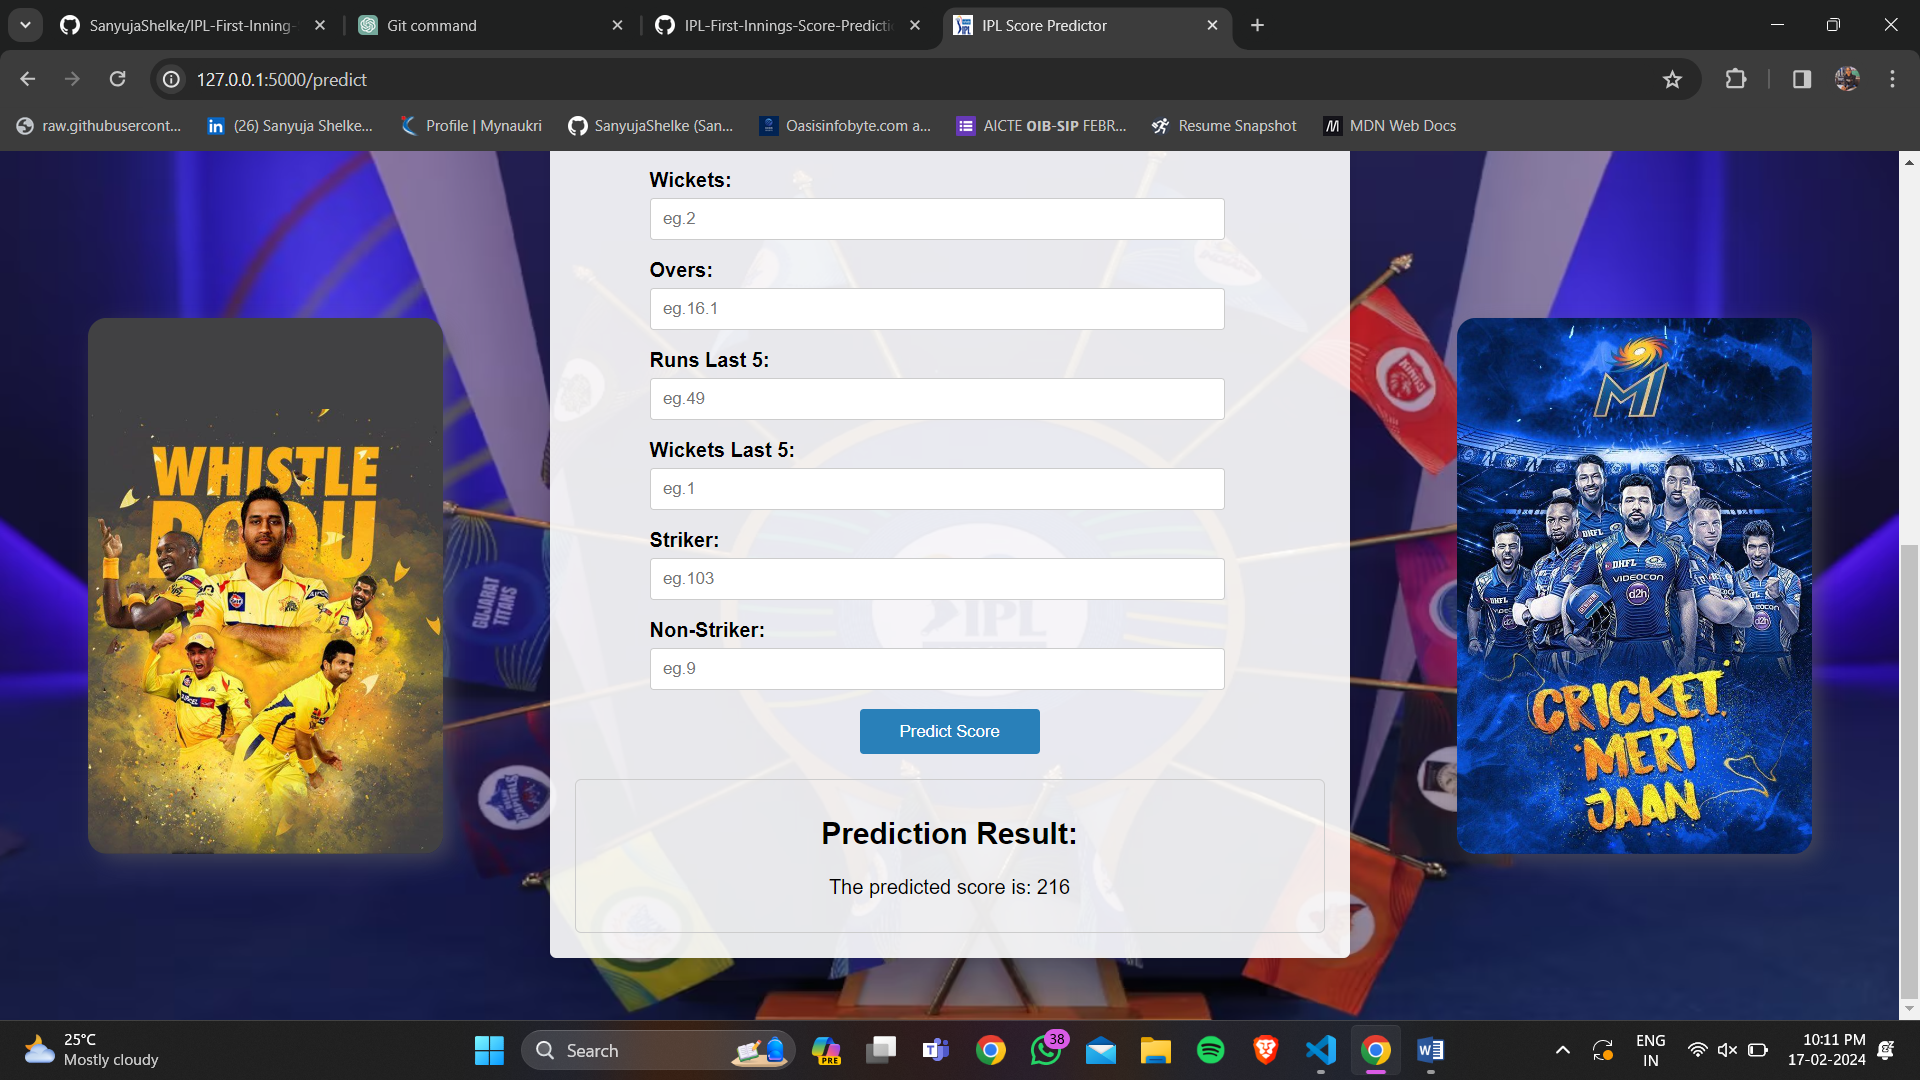 SanyujaShelke/IPL-First-Inning-
Git command
IPL-First-Innings-Score-Predicti
IPL Score Predictor
127.0.0.1:5000/predict
raw.githubusercont...
(26) Sanyuja Shelke...
Profile | Mynaukri
SanyujaShelke (San...
Oasisinfobyte.com a...
AICTE OIB-SIP FEBR...
Resume Snapshot
MDN Web Docs
Wickets:
eg.2
Overs:
eg.16.1
Runs Last 5:
eg.49
Wickets Last 5:
eg.1
Striker:
eg.103
Non-Striker:
eg.9
Predict Score
Prediction Result:
The predicted score is: 216
WHISTLE
PODU
GUJARAT
TITANS
IPL
MI
DHFL
DHFL
DHFL
VIDEOCON
d2h
CRICKET
MERI
JAAN
25°C
Mostly cloudy
Search
PRE
38
ENG
IN
10:11 PM
17-02-2024